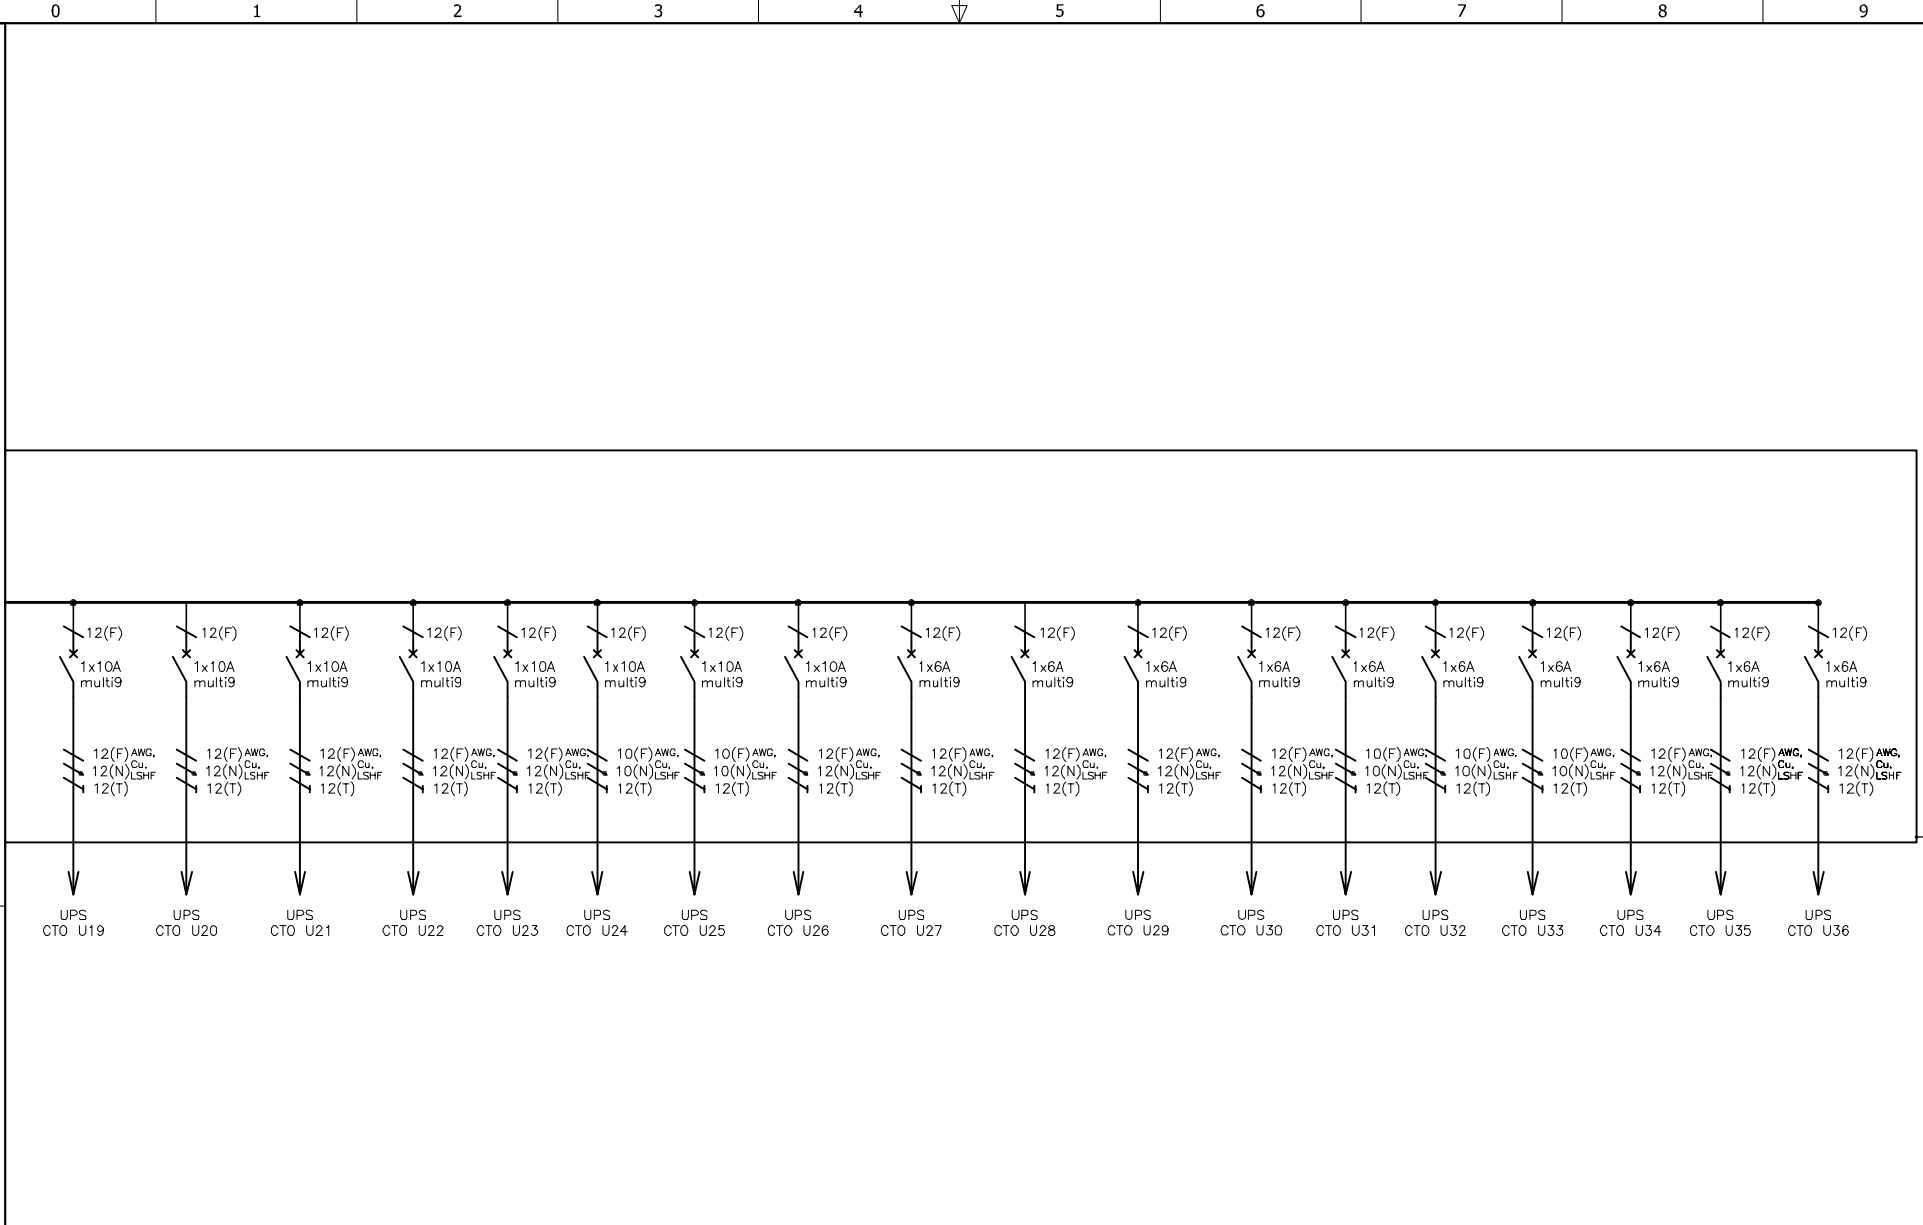 0 1 2 3 4 5 6 7 8 9
12(F) 12(F) 12(F) 12(F) 12(F) 12(F) 12(F) 12(F) 12(F) 12(F) 12(F) 12(F) 12(F) 12(F) 12(F) 12(F) 12(F) 12(F)
1x10A 1x10A 1x10A 1x10A 1x10A 1x10A 1x10A 1x10A 1x6A 1x6A 1x6A 1x6A 1x6A 1x6A 1x6A 1x6A 1x6A 1x6A
multi9 multi9 multi9 multi9 multi9 multi9 multi9 multi9 multi9 multi9 multi9 multi9 multi9 multi9 multi9 multi9 multi9 multi9
12(F) AWG, 12(F) AWG, 12(F) AWG, 12(F) AWG, 12(F) AWG, 10(F) AWG, 10(F) AWG, 12(F) AWG, 12(F) AWG, 12(F) AWG, 12(F) AWG, 12(F) AWG, 10(F) AWG, 10(F) AWG, 10(F) AWG, 12(F) AWG, 12(F) AWG, 12(F) AWG,
Cu, Cu, Cu, Cu, Cu, Cu, Cu, Cu, Cu, Cu, Cu, Cu, Cu, Cu, Cu, Cu, Cu, Cu,
12(N) LSHF 12(N) LSHF 12(N) LSHF 12(N) LSHF 12(N) LSHF 10(N) LSHF 10(N) LSHF 12(N) LSHF 12(N) LSHF 12(N) LSHF 12(N) LSHF 12(N) LSHF 10(N) LSHF 10(N) LSHF 10(N) LSHF 12(N) LSHF 12(N) LSHF 12(N) LSHF
12(T) 12(T) 12(T) 12(T) 12(T) 12(T) 12(T) 12(T) 12(T) 12(T) 12(T) 12(T) 12(T) 12(T) 12(T) 12(T) 12(T) 12(T)
UPS UPS UPS UPS UPS UPS UPS UPS UPS UPS UPS UPS UPS UPS UPS UPS UPS UPS
CTO U19 CTO U20 CTO U21 CTO U22 CTO U23 CTO U24 CTO U25 CTO U26 CTO U27 CTO U28 CTO U29 CTO U30 CTO U31 CTO U32 CTO U33 CTO U34 CTO U35 CTO U36